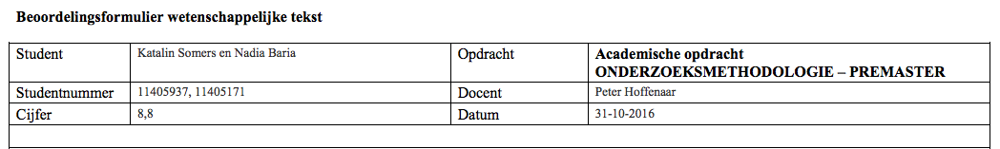 Beoordelingsformulier wetenschappelijke tekst
Student Katalin Somers en Nadia Baria Opdracht Academische opdracht
ONDERZOEKSMETHODOLOGIE – PREMASTER
Studentnummer 11405937, 11405171 Docent Peter Hoffenaar
Cijfer 8,8 Datum 31-10-2016